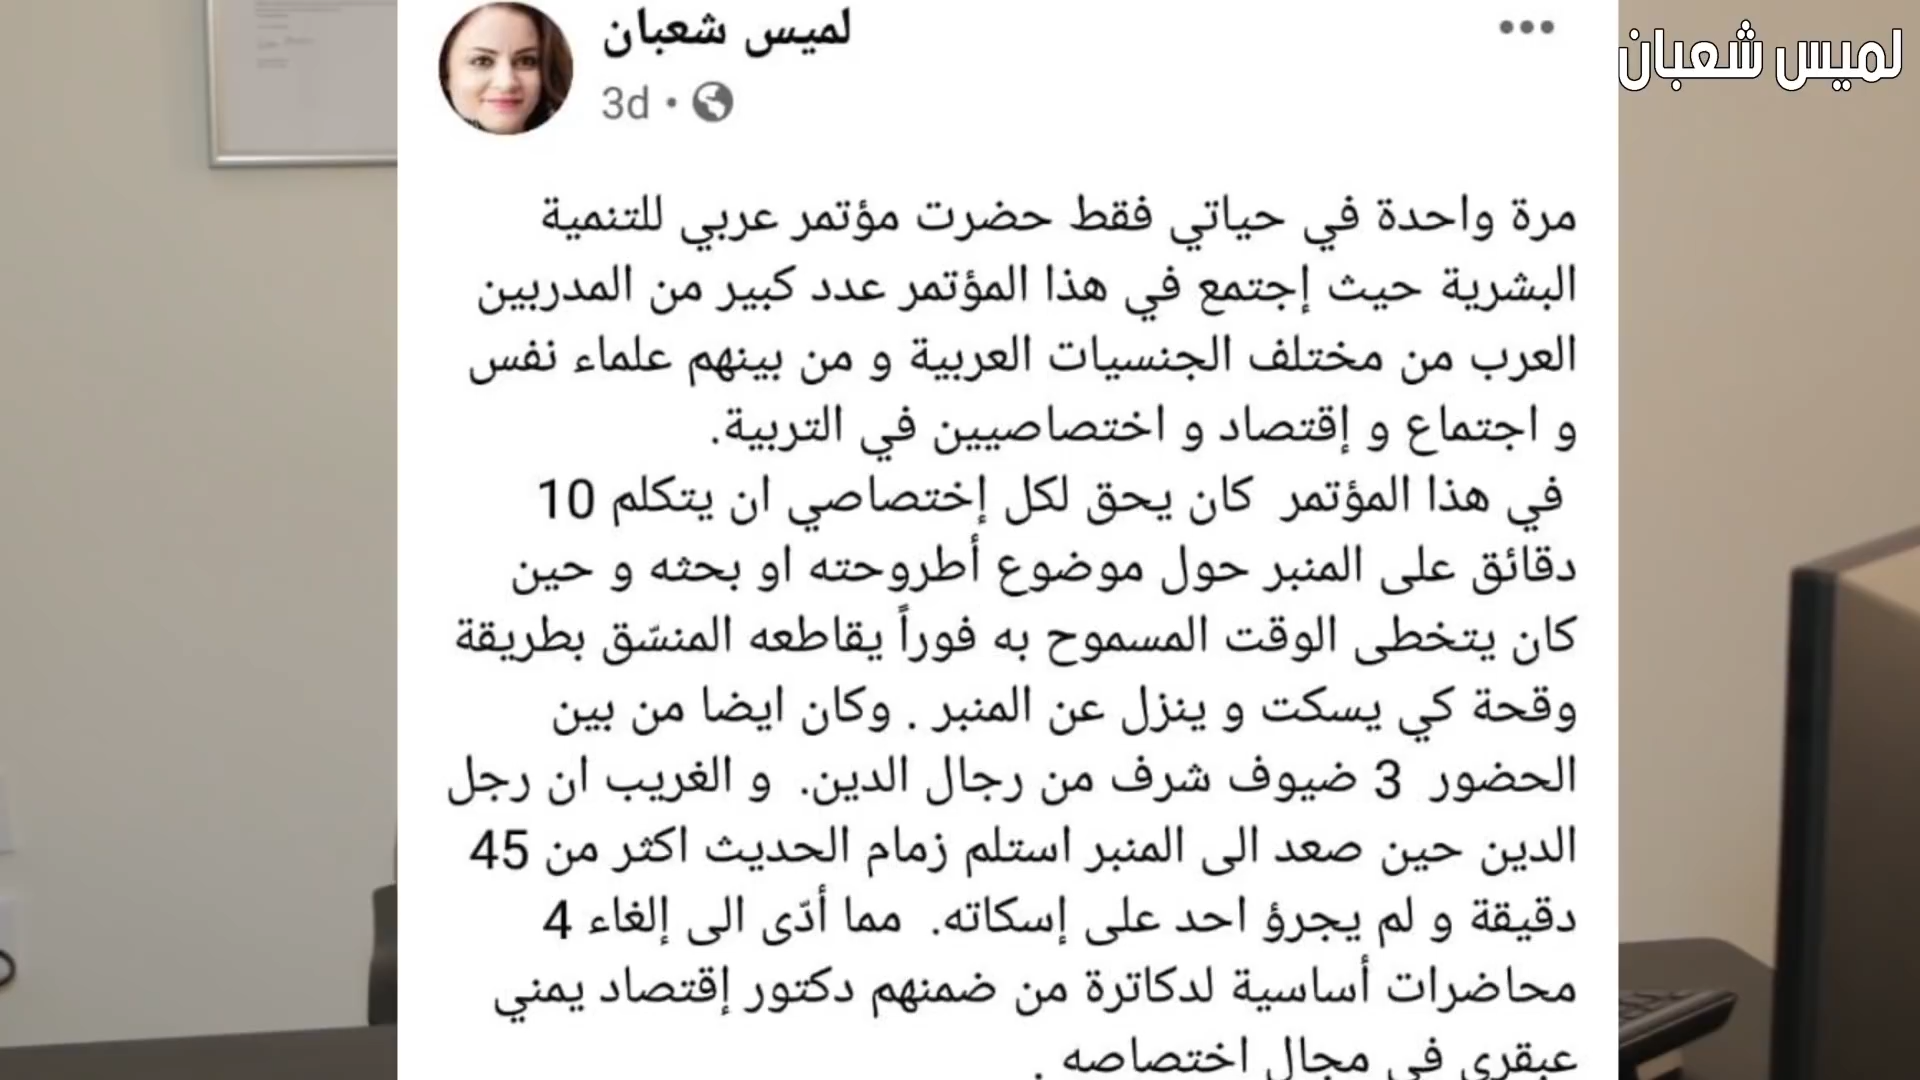 لميس شعبان
لميس شعبان
3d
مرة واحدة في حياتي فقط حضرت مؤتمر عربي للتنمية
البشرية حيث إجتمع في هذا المؤتمر عدد كبير من المدربين
العرب من مختلف الجنسيات العربية و من بينهم علماء نفس
و اجتماع و إقتصاد و اختصاصيين في التربية.
في هذا المؤتمر كان يحق لكل إختصاصي ان يتكلم 10
دقائق على المنبر حول موضوع أطروحته او بحثه و حين
كان يتخطى الوقت المسموح به فوراً يقاطعه المنسّق بطريقة
وقحة كي يسكت و ينزل عن المنبر . وكان ايضا من بين
الحضور 3 ضيوف شرف من رجال الدين. و الغريب ان رجل
الدين حين صعد الى المنبر استلم زمام الحديث اكثر من 45
دقيقة و لم يجرؤ احد على إسكاته. مما أدّى الى إلغاء 4
محاضرات أساسية لدكاترة من ضمنهم دكتور إقتصاد يمني
عبقري في مجال اختصاصه .